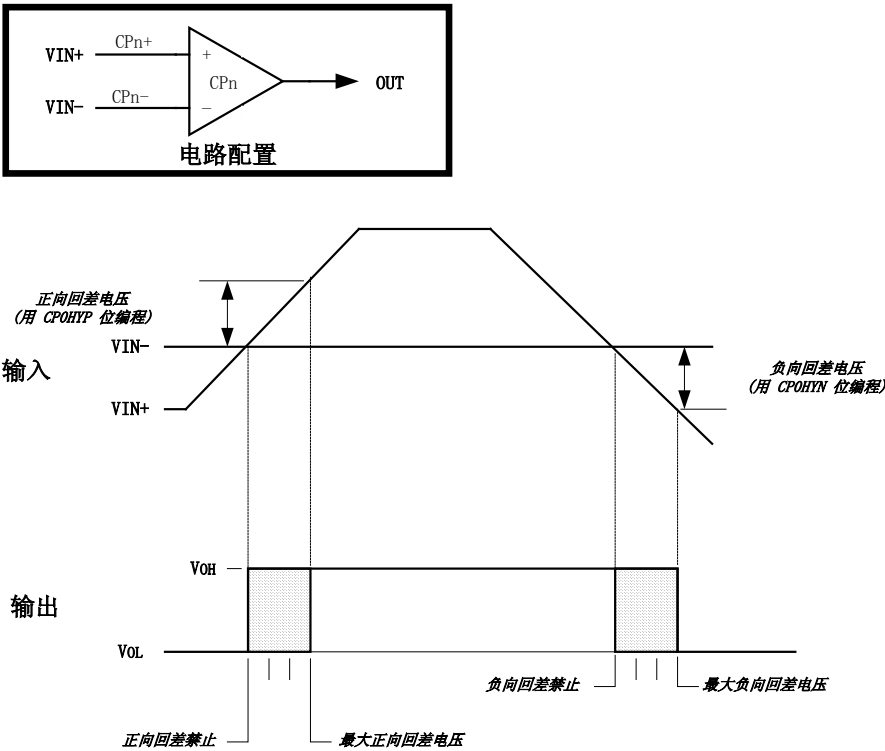 VIN+
CPn+
+
CPn
OUT
VIN-
CPn-
-
电路配置
正向回差电压
(用 CP0HYP 位编程)
VIN-
输入
VIN+
负向回差电压
(用 CP0HYN 位编程)
VOH
输出
VOL
负向回差禁止
最大负向回差电压
正向回差禁止
最大正向回差电压